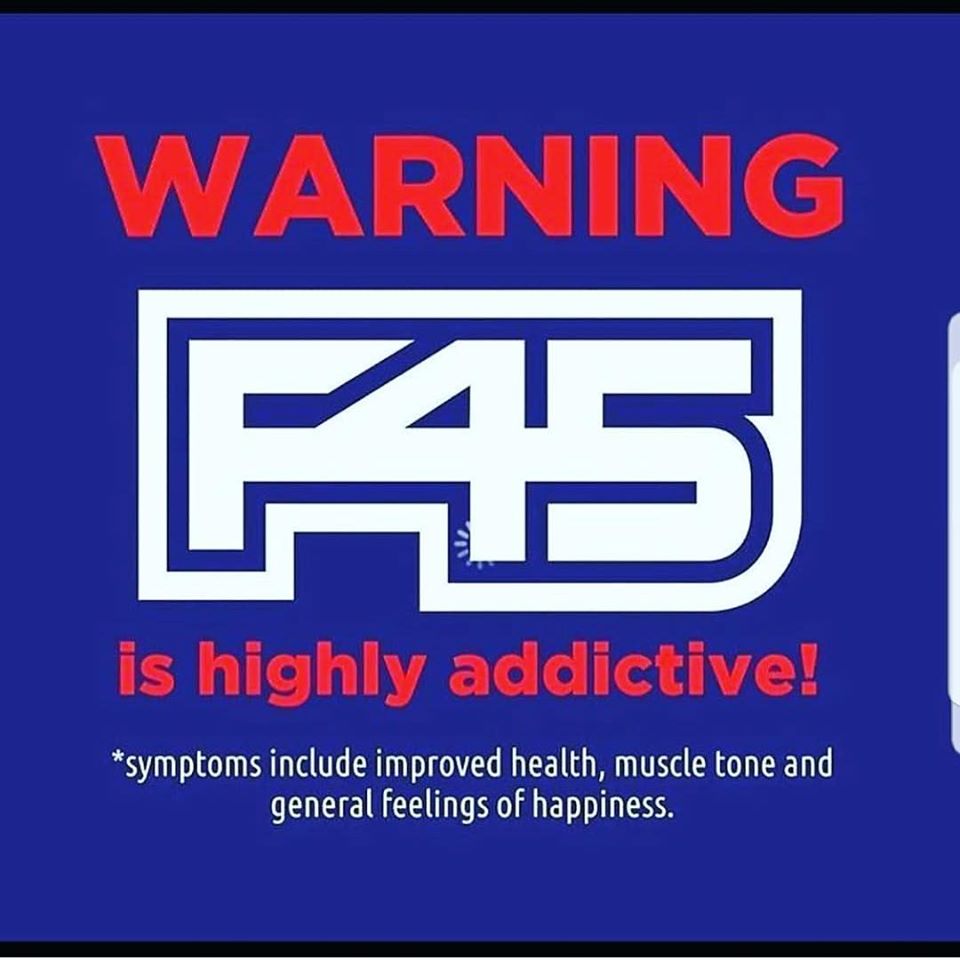 WARNING
F45
is highly addictive!
*symptoms include improved health, muscle tone and
general feelings of happiness.